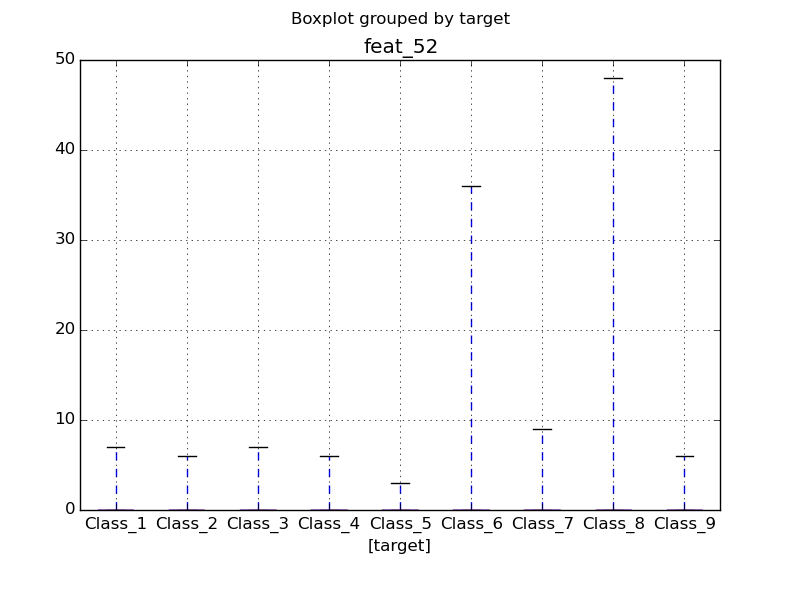 Boxplot grouped by target
feat_52
50
40
30
20
10
0
Class_1 Class_2 Class_3 Class_4 Class_5 Class_6 Class_7 Class_8 Class_9
[target]